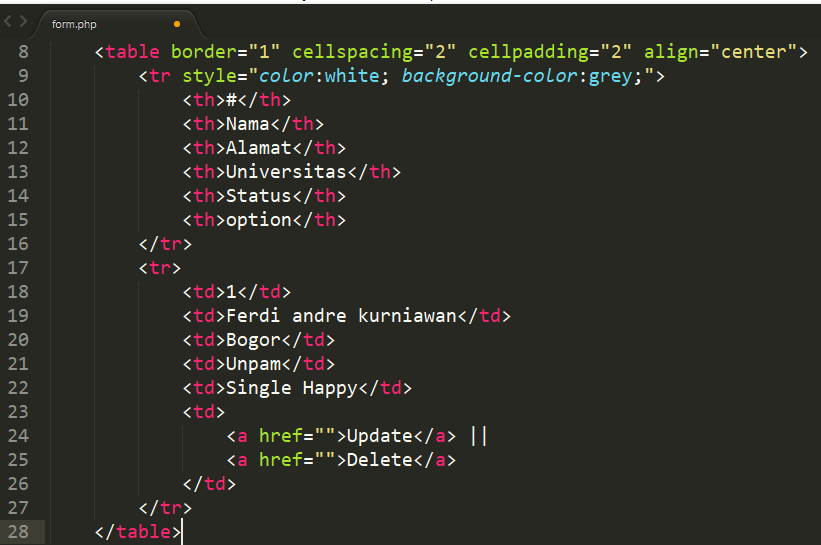 form.php
8 <table border="1" cellspacing="2" cellpadding="2" align="center">
9 <tr style="color:white; background-color:grey;">
10 <th>#</th>
11 <th>Nama</th>
12 <th>Alamat</th>
13 <th>Universitas</th>
14 <th>Status</th>
15 <th>option</th>
16 </tr>
17 <tr>
18 <td>1</td>
19 <td>Ferdi andre kurniawan</td>
20 <td>Bogor</td>
21 <td>Unpam</td>
22 <td>Single Happy</td>
23 <td>
24 <a href="">Update</a> ||
25 <a href="">Delete</a>
26 </td>
27 </tr>
28 </table>